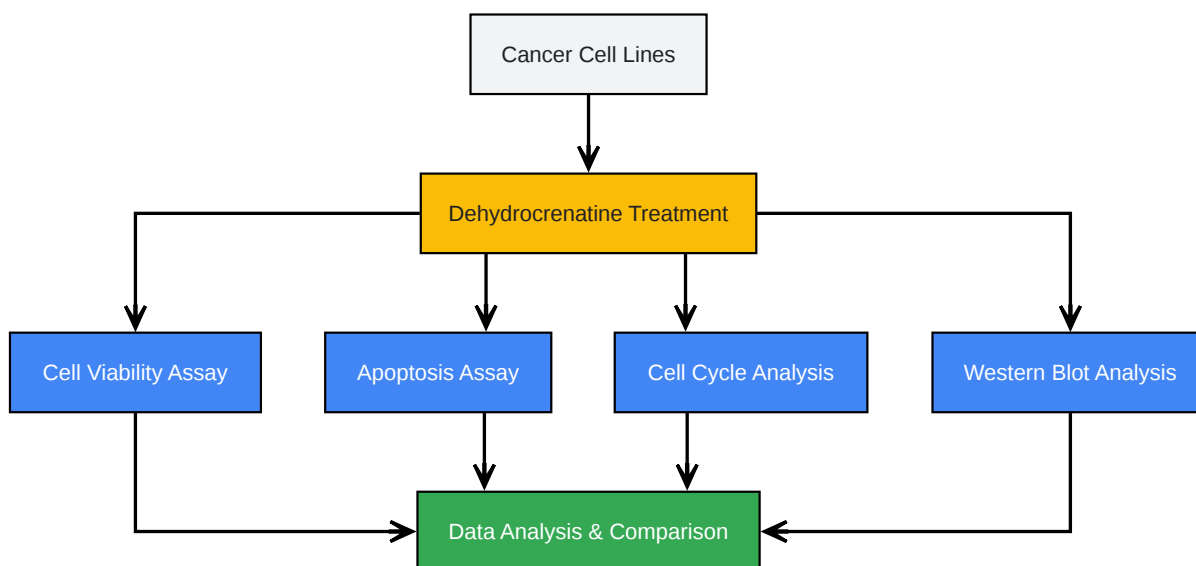 Cancer Cell Lines
Dehydrocrenatine Treatment
Cell Viability Assay
Apoptosis Assay
Cell Cycle Analysis
Western Blot Analysis
Data Analysis & Comparison